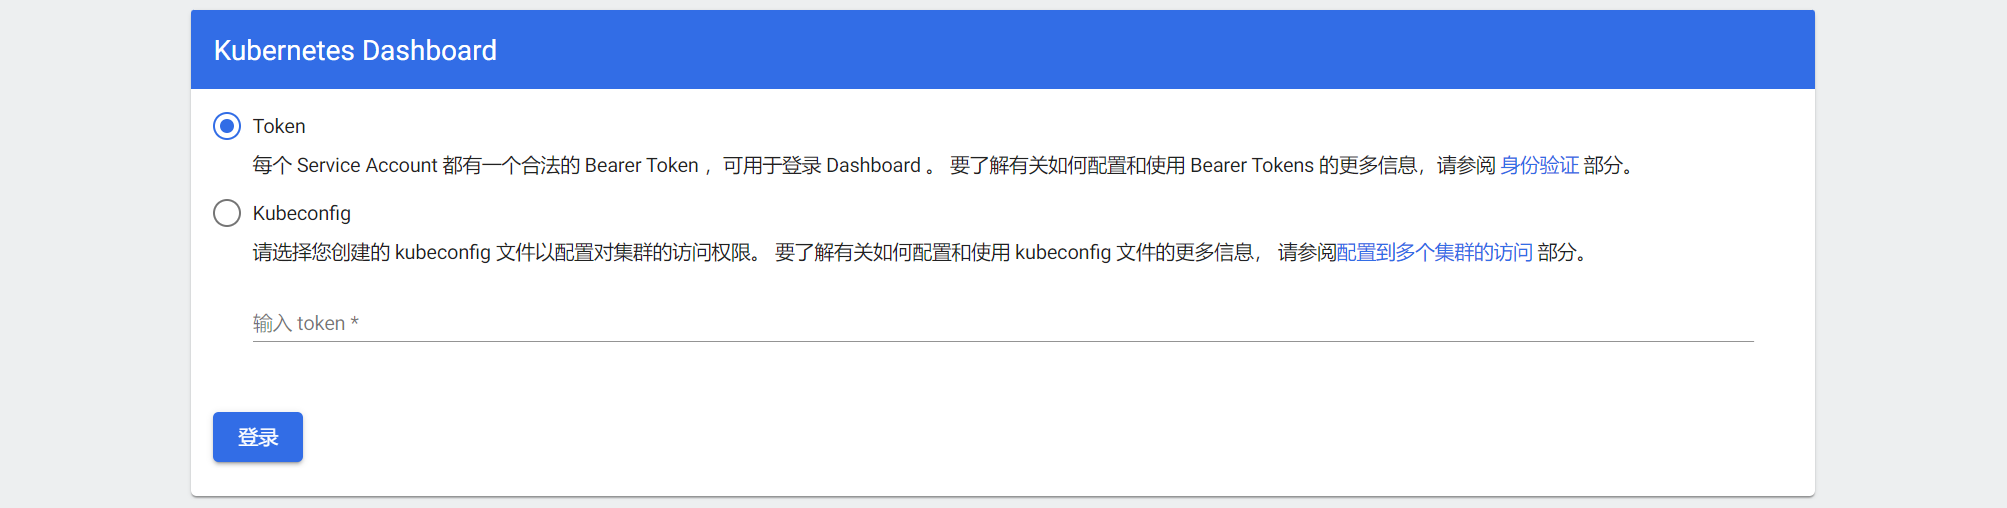 Kubernetes Dashboard
Token
每个 Service Account 都有一个合法的 Bearer Token ，可用于登录 Dashboard 。 要了解有关如何配置和使用 Bearer Tokens 的更多信息，请参阅 身份验证 部分。
Kubeconfig
请选择您创建的 kubeconfig 文件以配置对集群的访问权限。 要了解有关如何配置和使用 kubeconfig 文件的更多信息， 请参阅配置到多个集群的访问 部分。
输入 token *
登录